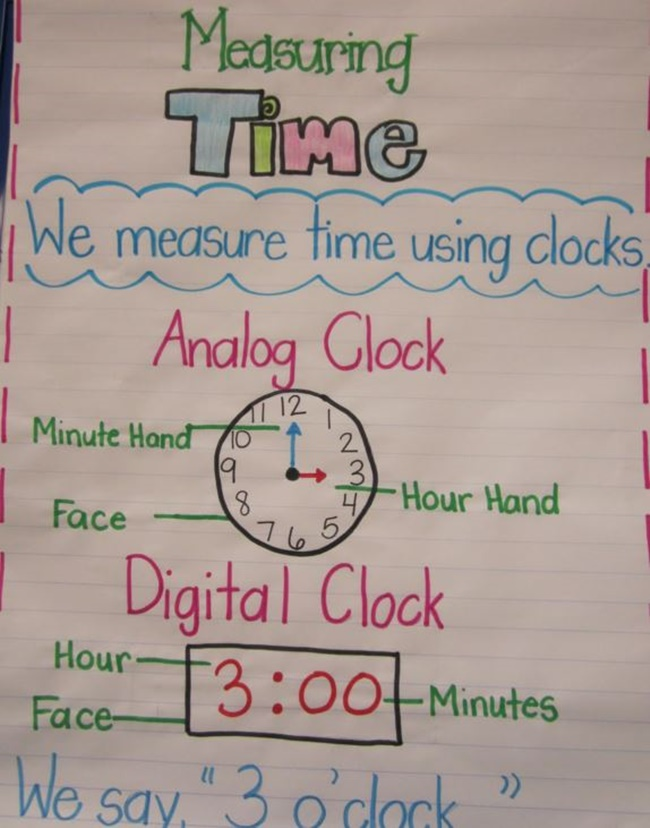 Measuring
Time
We measure time using clocks.
Analog Clock
12
11 1
Minute Hand 10 2
9 3
8 4 Hour Hand
Face
7 5
6
Digital Clock
Hour
3:00
Face Minutes
We say, "3 o'clock"